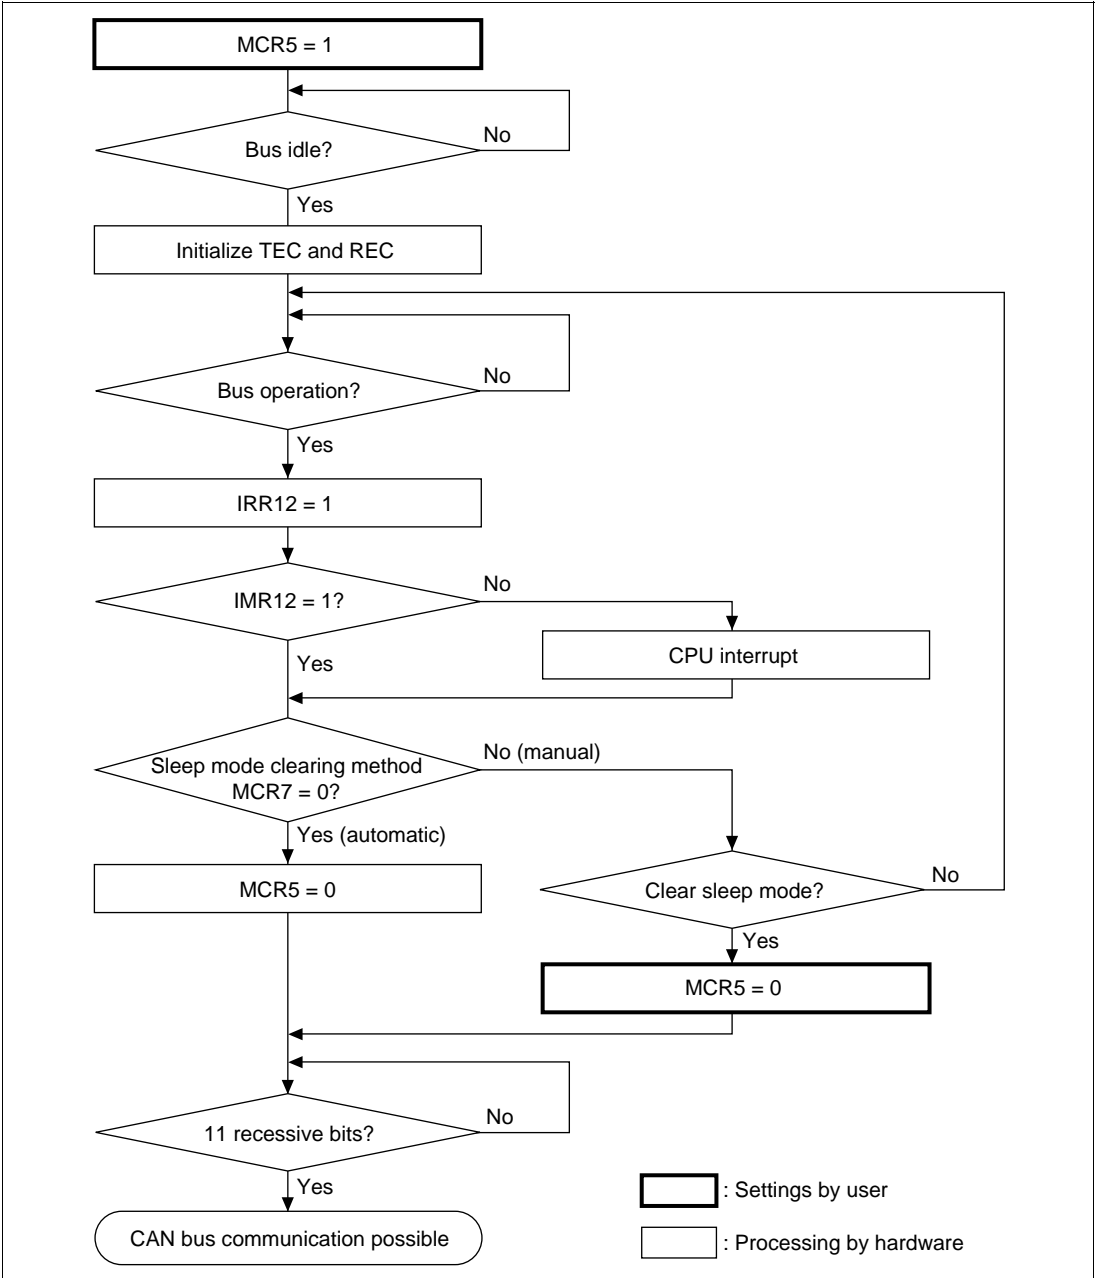 MCR5 = 1
Bus idle?
No
Yes
Initialize TEC and REC
Bus operation?
No
Yes
IRR12 = 1
IMR12 = 1?
No
Yes
CPU interrupt
Sleep mode clearing method
MCR7 = 0?
No (manual)
Yes (automatic)
MCR5 = 0
Clear sleep mode?
No
Yes
MCR5 = 0
11 recessive bits?
No
Yes
CAN bus communication possible
: Settings by user
: Processing by hardware